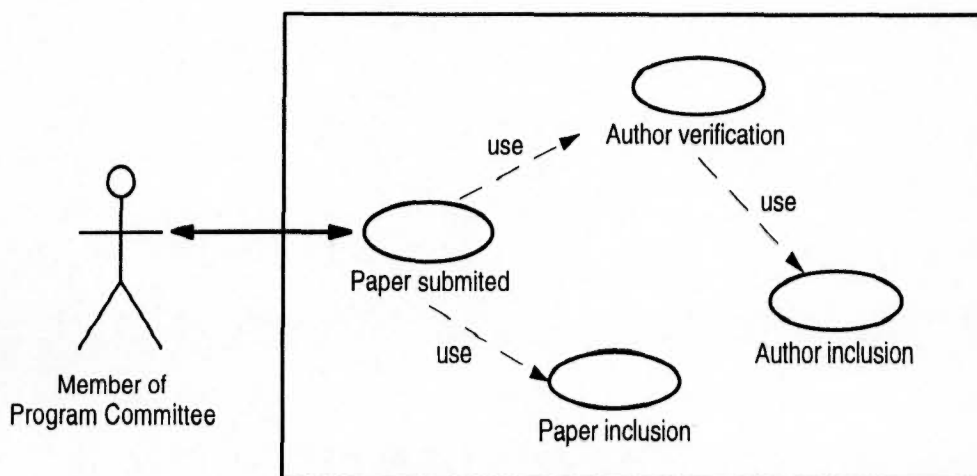 Author verification
use
use
Paper submited
Author inclusion
use
Member of
Program Committee
Paper inclusion